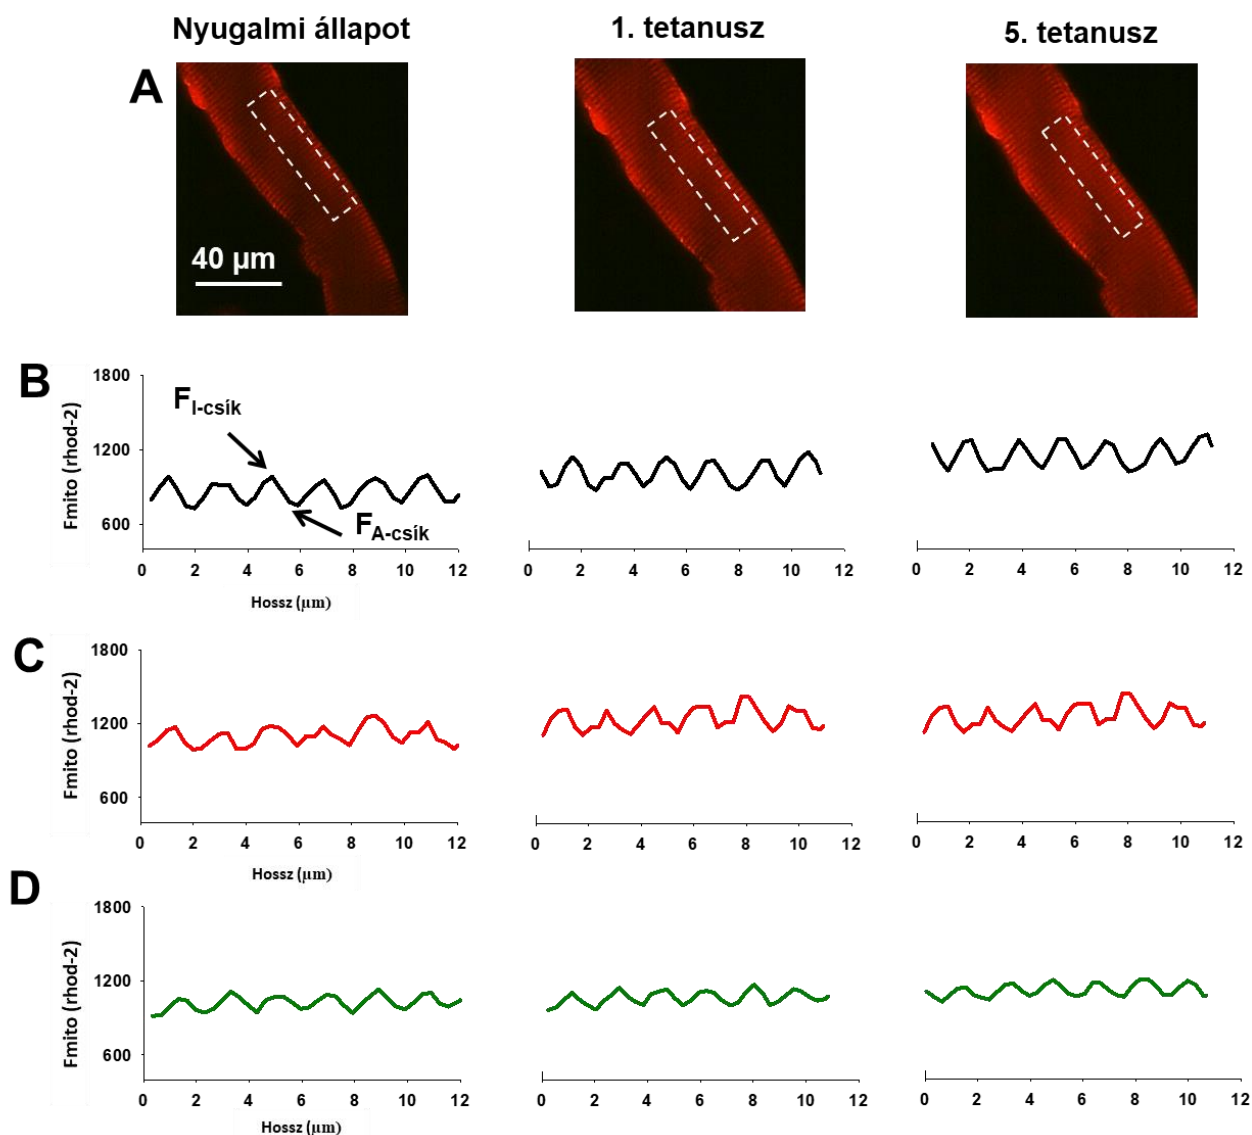 Nyugalmi állapot
1. tetanusz
5. tetanusz
A
40 µm
B
Fmito (rhod-2)
1800
1200
600
F I-csík
F A-csík
0 2 4 6 8 10 12
0 2 4 6 8 10 12
0 2 4 6 8 10 12
Hossz (µm)
C
Fmito (rhod-2)
1800
1200
600
0 2 4 6 8 10 12
0 2 4 6 8 10 12
0 2 4 6 8 10 12
Hossz (µm)
D
Fmito (rhod-2)
1800
1200
600
0 2 4 6 8 10 12
0 2 4 6 8 10 12
0 2 4 6 8 10 12
Hossz (µm)